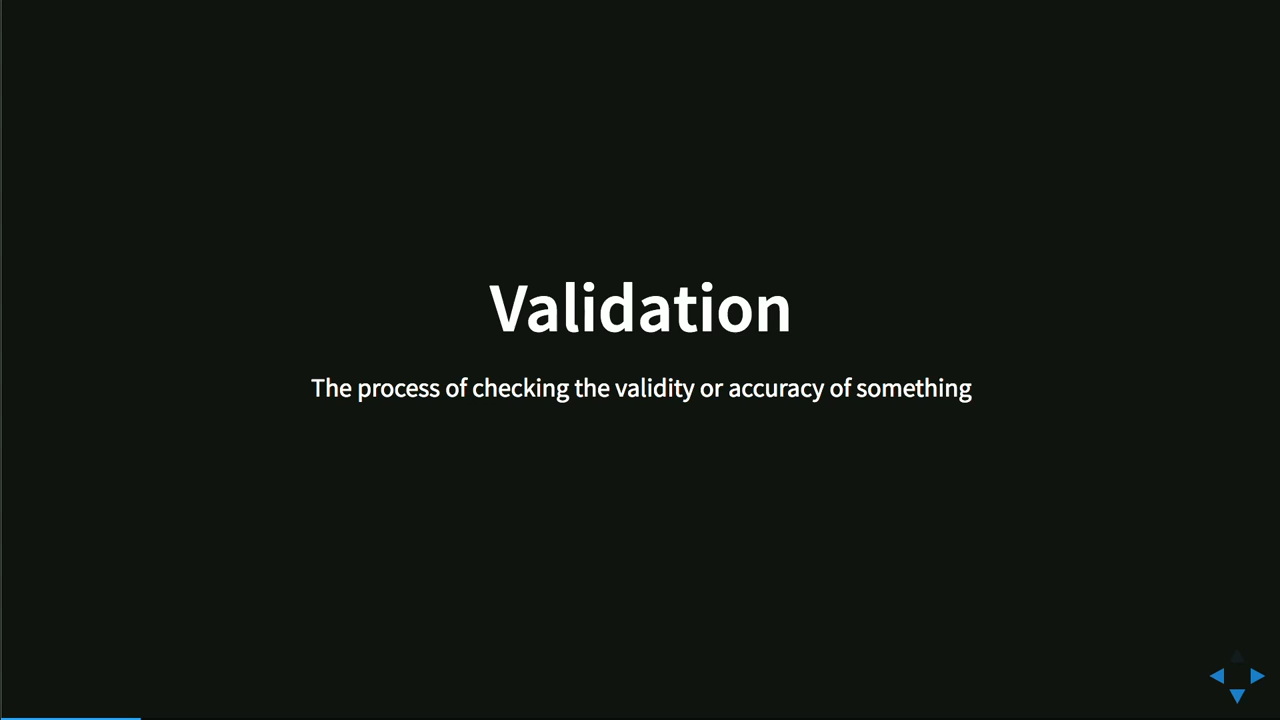 Validation
The process of checking the validity or accuracy of something